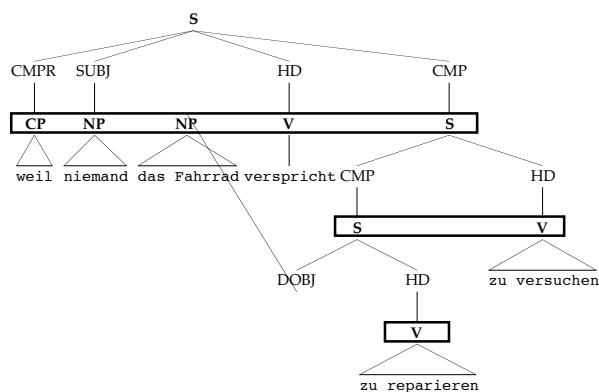 S
CMPR SUBJ HD CMP
CP NP NP V S
weil niemand das Fahrrad verspricht CMP HD
S V
DOBJ HD zu versuchen
V
zu reparieren